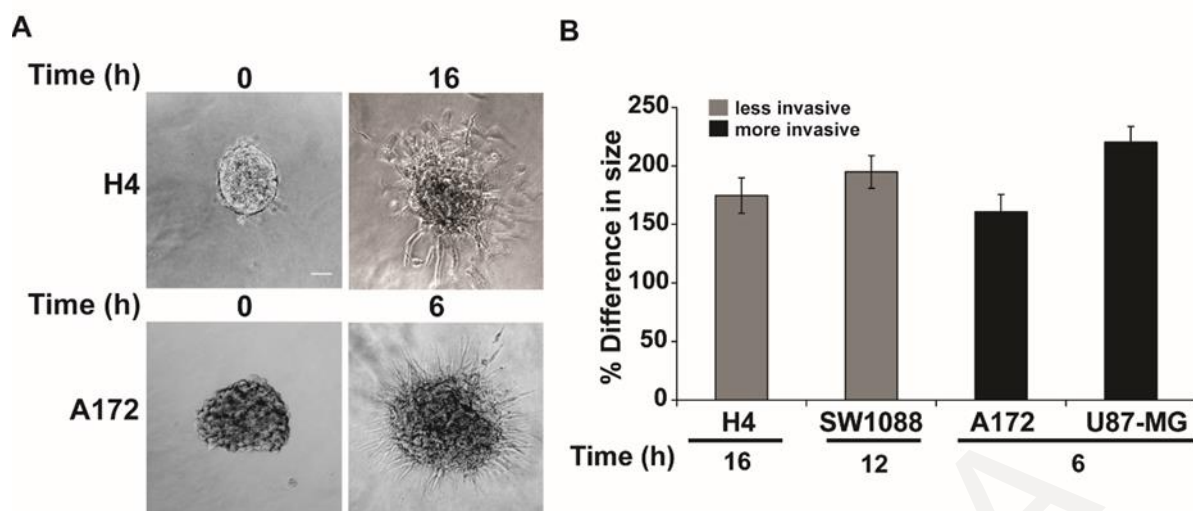 A
Time (h) 0 16
H4
Time (h) 0 6
A172
B
less invasive
more invasive
% Difference in size
250
200
150
100
50
0
H4 SW1088 A172 U87-MG
Time (h) 16 12 6
A